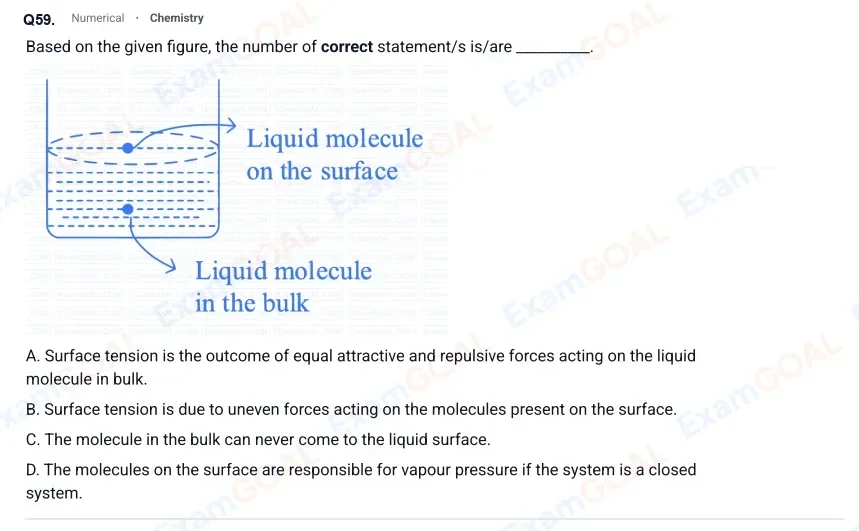 Q59. Numerical · Chemistry
Based on the given figure, the number of correct statement/s is/are __________.
Liquid molecule
on the surface
Liquid molecule
in the bulk
A. Surface tension is the outcome of equal attractive and repulsive forces acting on the liquid
molecule in bulk.
B. Surface tension is due to uneven forces acting on the molecules present on the surface.
C. The molecule in the bulk can never come to the liquid surface.
D. The molecules on the surface are responsible for vapour pressure if the system is a closed
system.
ExamGOAL